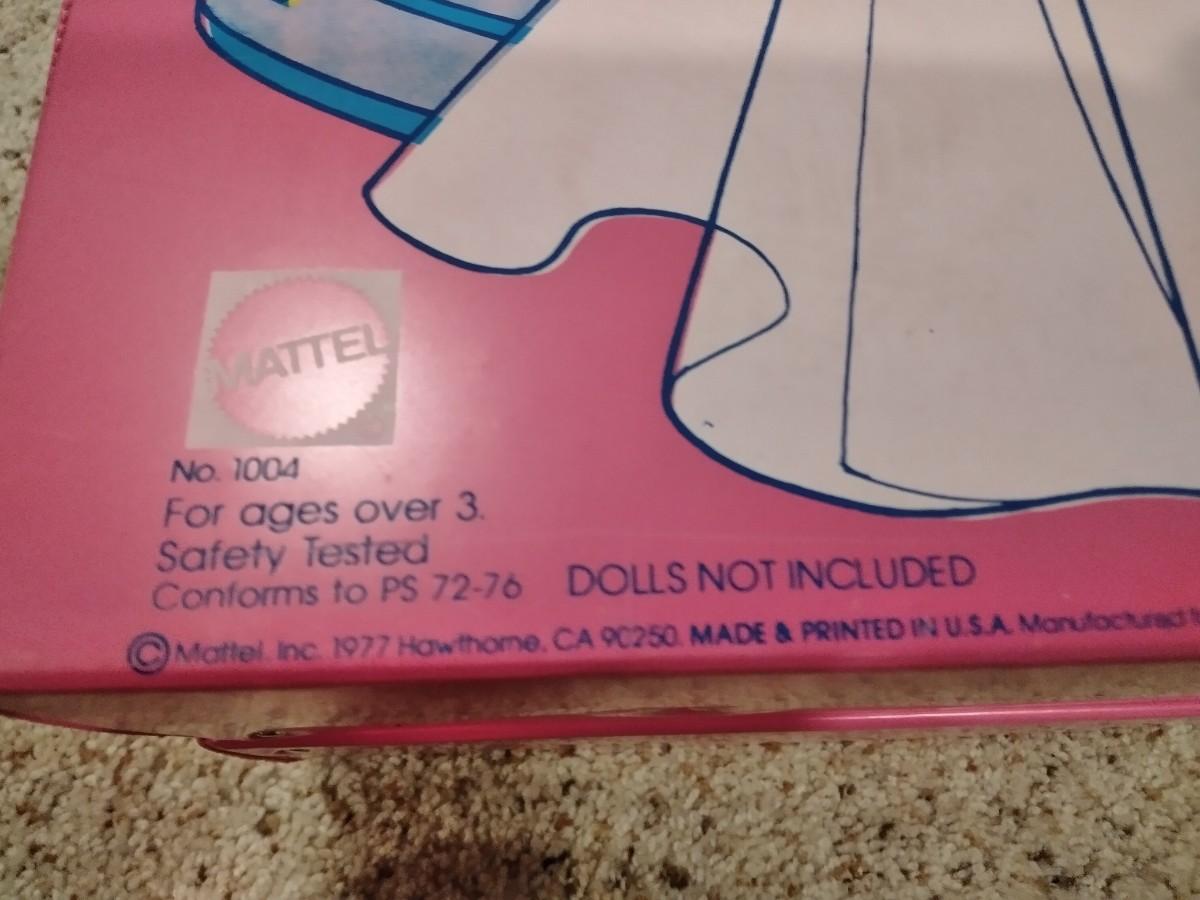 MATTEL
No. 1004
For ages over 3.
Safety Tested
Conforms to PS 72-76
DOLLS NOT INCLUDED
© Mattel, Inc. 1977 Hawthorne, CA 90250. MADE & PRINTED IN U.S.A. Manufactured